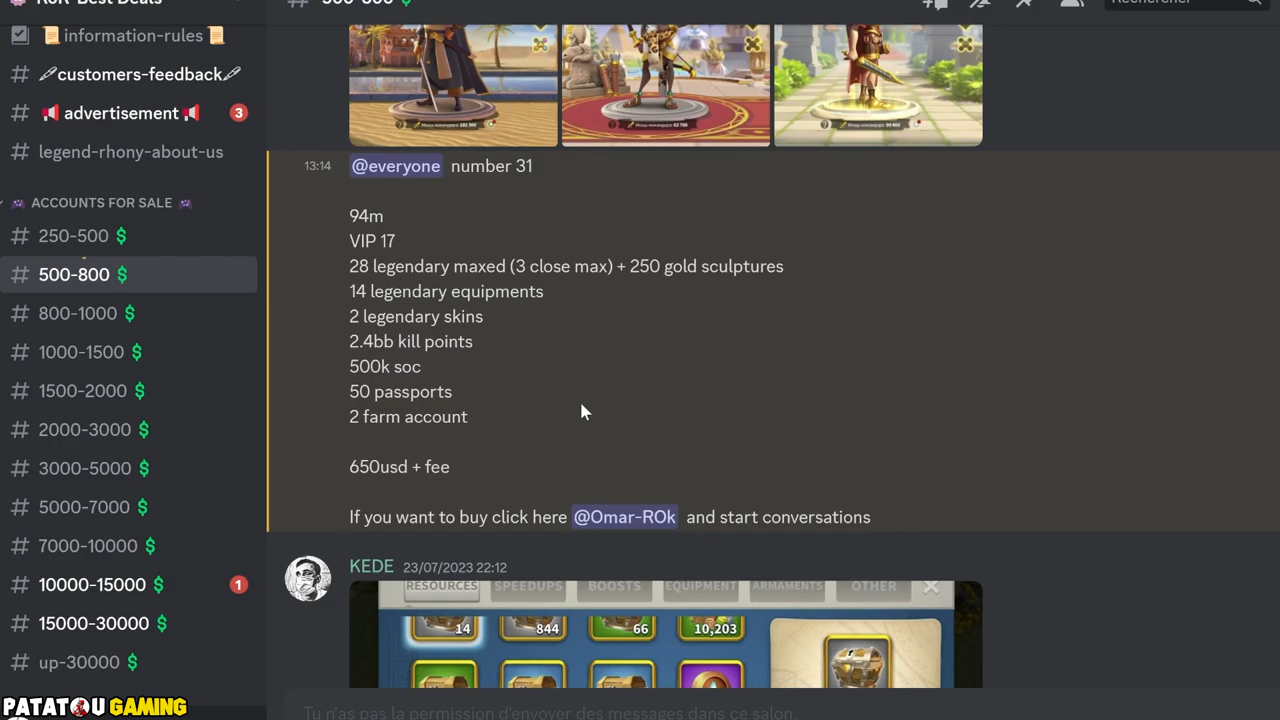 information-rules
customers-feedback
advertisement
3
legend-rhony-about-us
ACCOUNTS FOR SALE
250-500 $
500-800 $
800-1000 $
1000-1500 $
1500-2000 $
2000-3000 $
3000-5000 $
5000-7000 $
7000-10000 $
10000-15000 $
1
15000-30000 $
up-30000 $
PATATOU GAMING
500-800 $
Rechercher
13:14 @everyone number 31
94m
VIP 17
28 legendary maxed (3 close max) + 250 gold sculptures
14 legendary equipments
2 legendary skins
2.4bb kill points
500k soc
50 passports
2 farm account
650usd + fee
If you want to buy click here @Omar-ROk and start conversations
KEDE 23/07/2023 22:12
RESOURCES SPEEDUPS BOOSTS EQUIPMENT ARMAMENTS OTHER
14 844 66 10,203
Tu n'as pas la permission d'envoyer des messages dans ce salon.